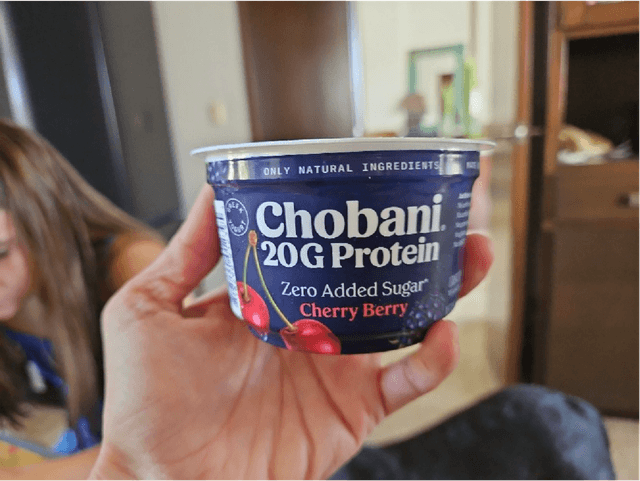 ONLY NATURAL INGREDIENTS
Chobani.
20G Protein
Zero Added Sugar*
Cherry Berry